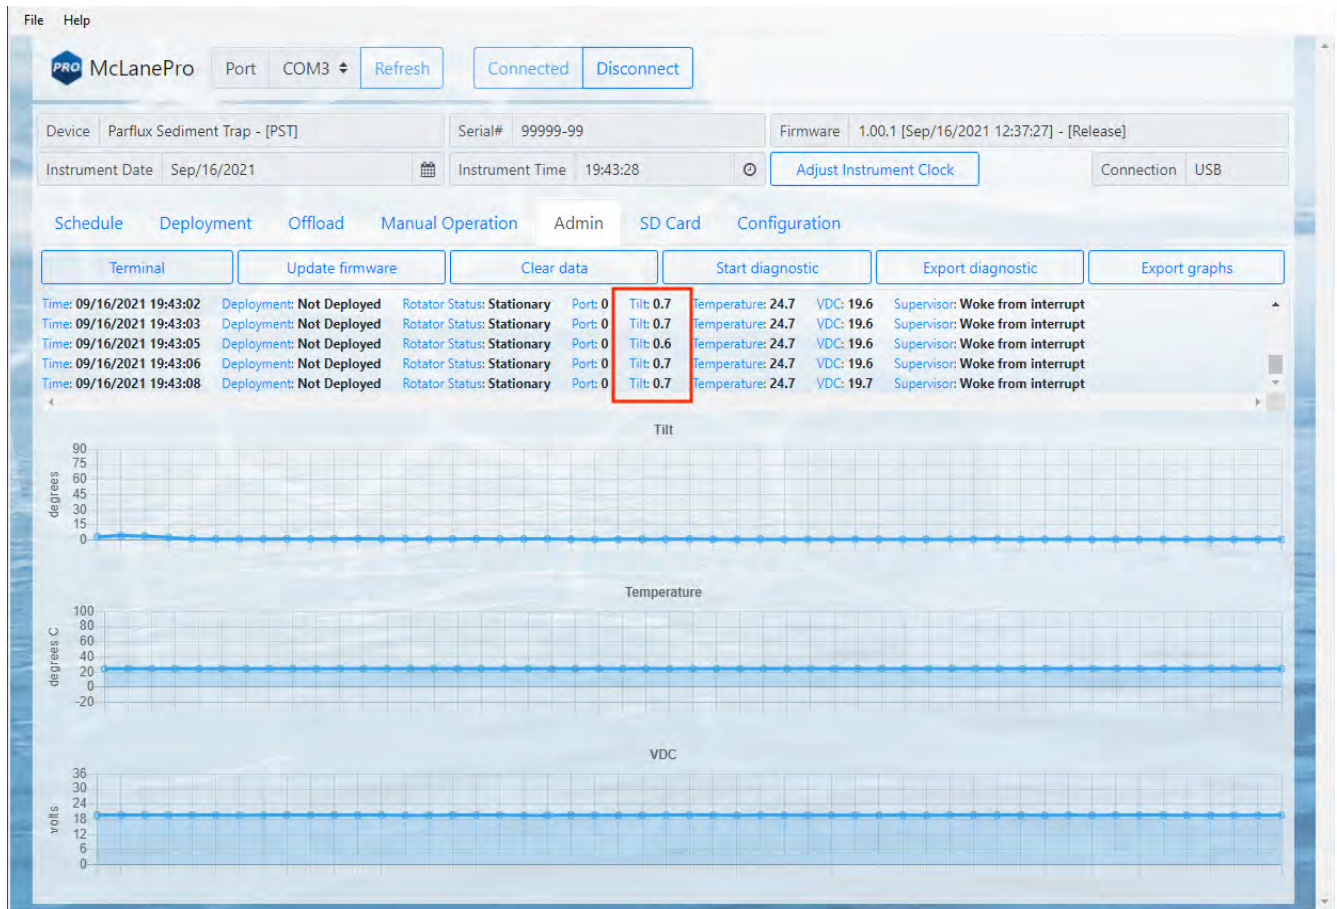 File Help
PRO McLanePro Port COM3 Refresh Connected Disconnect
Device Parflux Sediment Trap - [PST] Serial# 99999-99 Firmware 1.00.1 [Sep/16/2021 12:37:27] - [Release]
Instrument Date Sep/16/2021 Instrument Time 19:43:28 Adjust Instrument Clock Connection USB
Schedule Deployment Offload Manual Operation Admin SD Card Configuration
Terminal Update firmware Clear data Start diagnostic Export diagnostic Export graphs
Time: 09/16/2021 19:43:02 Deployment: Not Deployed Rotator Status: Stationary Port: 0 Tilt: 0.7 Temperature: 24.7 VDC: 19.6 Supervisor: Woke from interrupt
Time: 09/16/2021 19:43:03 Deployment: Not Deployed Rotator Status: Stationary Port: 0 Tilt: 0.7 Temperature: 24.7 VDC: 19.6 Supervisor: Woke from interrupt
Time: 09/16/2021 19:43:05 Deployment: Not Deployed Rotator Status: Stationary Port: 0 Tilt: 0.6 Temperature: 24.7 VDC: 19.6 Supervisor: Woke from interrupt
Time: 09/16/2021 19:43:06 Deployment: Not Deployed Rotator Status: Stationary Port: 0 Tilt: 0.7 Temperature: 24.7 VDC: 19.6 Supervisor: Woke from interrupt
Time: 09/16/2021 19:43:08 Deployment: Not Deployed Rotator Status: Stationary Port: 0 Tilt: 0.7 Temperature: 24.7 VDC: 19.7 Supervisor: Woke from interrupt
Tilt
degrees
90
75
60
45
30
15
0
Temperature
degrees C
100
80
60
40
20
0
-20
VDC
volts
36
30
24
18
12
6
0